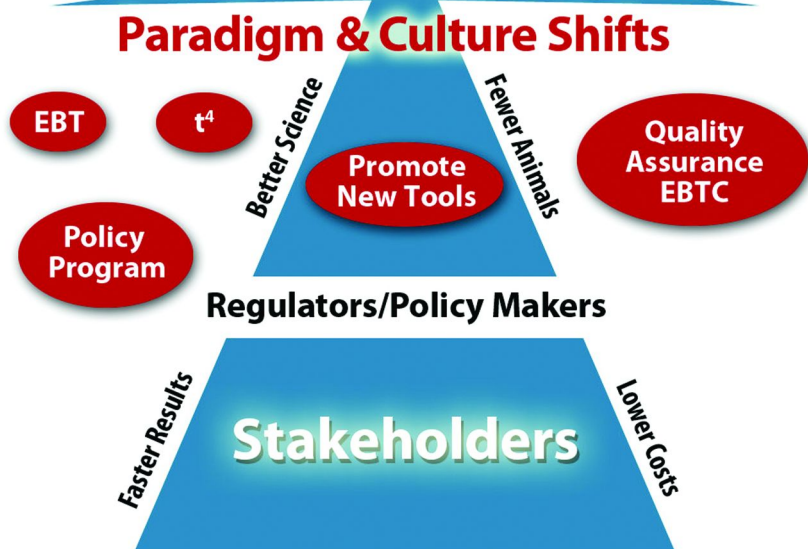 Paradigm & Culture Shifts
EBT
t⁴
Better Science
Fewer Animals
Promote
New Tools
Quality
Assurance
EBTC
Policy
Program
Regulators/Policy Makers
Faster Results
Stakeholders
Lower Costs